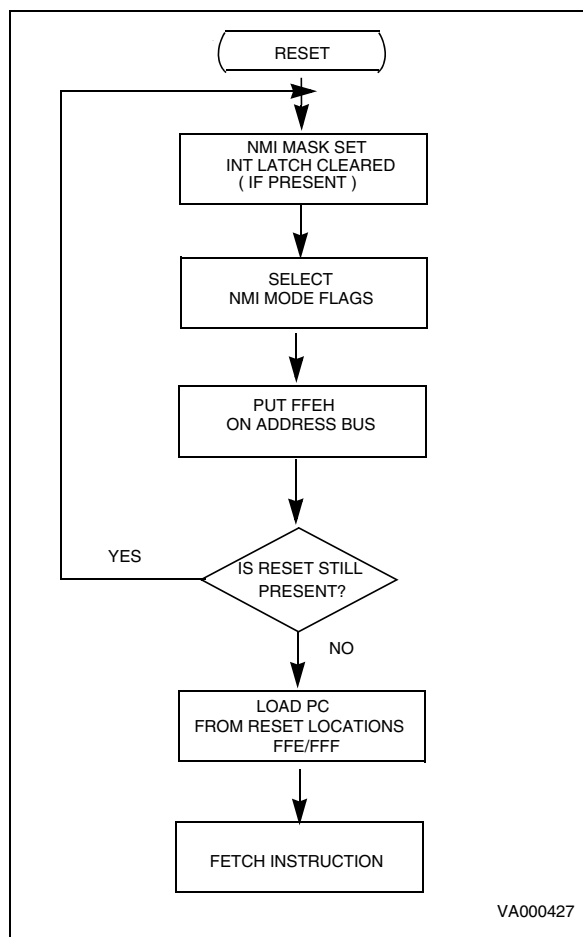 RESET
NMI MASK SET
INT LATCH CLEARED
( IF PRESENT )
SELECT
NMI MODE FLAGS
PUT FFEH
ON ADDRESS BUS
YES
IS RESET STILL
PRESENT?
NO
LOAD PC
FROM RESET LOCATIONS
FFE/FFF
FETCH INSTRUCTION
VA000427